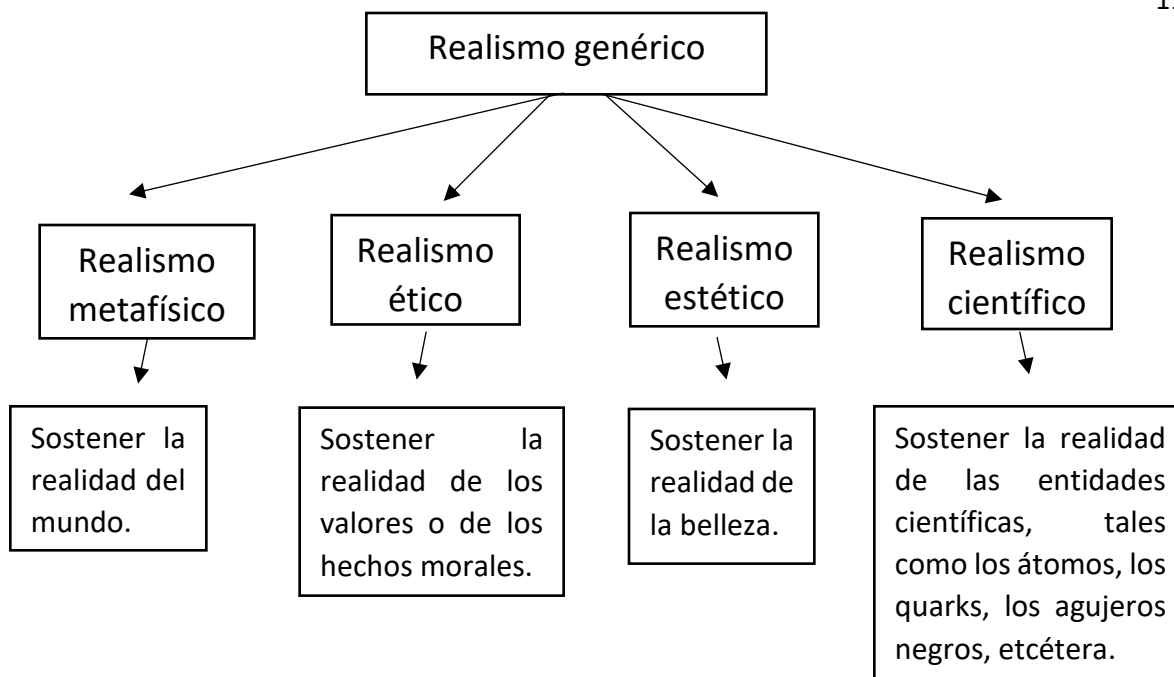 Realismo genérico
Realismo
metafísico
Realismo
ético
Realismo
estético
Realismo
científico
Sostener la
realidad del
mundo.
Sostener la
realidad de los
valores o de los
hechos morales.
Sostener la
realidad de
la belleza.
Sostener la realidad
de las entidades
científicas, tales
como los átomos, los
quarks, los agujeros
negros, etcétera.